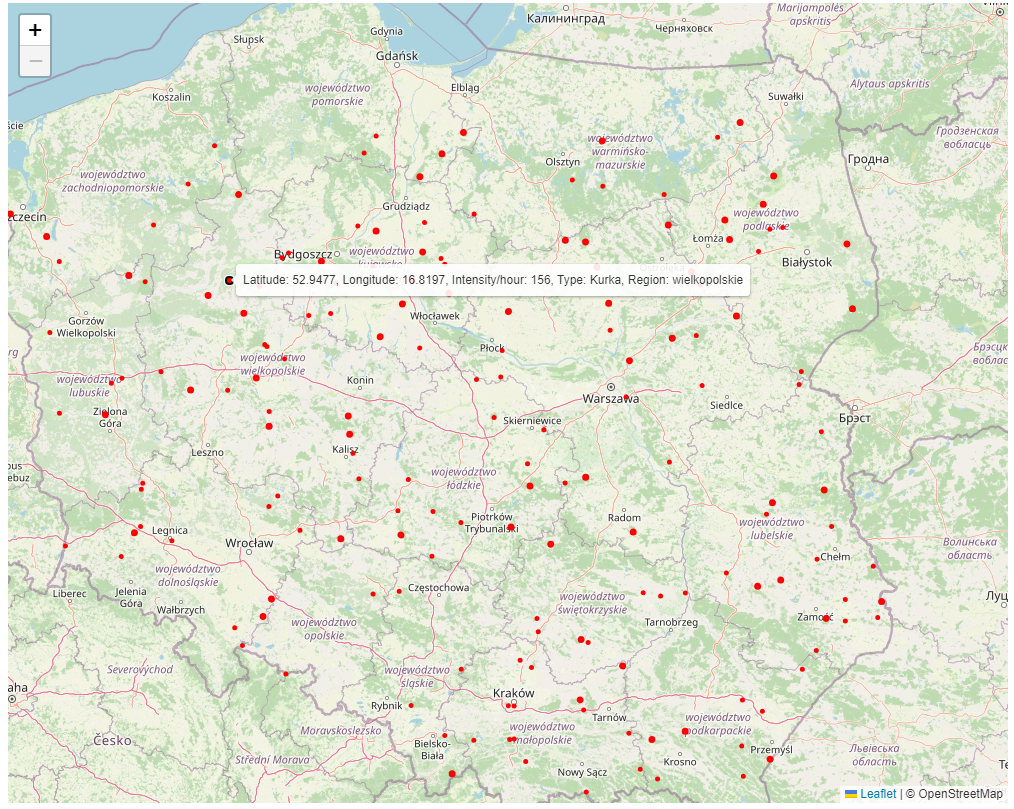 +
−
Калининград
Marijampolės
apskritis
Gdynia
Słupsk
Черняховск
Gdańsk
województwo
pomorskie
Elbląg
Koszalin
Suwałki
Alytaus apskritis
Гродзенская
вобласць
województwo
warmińsko-
mazurskie
Olsztyn
Гродна
województwo
zachodniopomorskie
Grudziądz
województwo
podlaskie
Łomża
Białystok
Bydgoszcz
województwo
Latitude: 52.9477, Longitude: 16.8197, Intensity/hour: 156, Type: Kurka, Region: wielkopolskie
Gorzów
Wielkopolski
Włocławek
Płock
województwo
wielkopolskie
województwo
lubuskie
Konin
Warszawa
Siedlce
Брэст
Zielona
Góra
Skierniewice
Leszno
Kalisz
województwo
łódzkie
Piotrków
Trybunalski
Radom
województwo
lubelskie
Legnica
Wrocław
Chełm
Волинська
область
województwo
dolnośląskie
Liberec
Jelenia
Góra
Wałbrzych
Częstochowa
województwo
świętokrzyskie
Tarnobrzeg
Zamość
województwo
opolskie
Severovýchod
województwo
śląskie
Kraków
Rybnik
Tarnów
województwo
małopolskie
województwo
podkarpackie
Moravskoslezsko
Česko
Střední Morava
Bielsko-
Biała
Nowy Sącz
Krosno
Przemyśl
Львівська
область
Leaflet | © OpenStreetMap